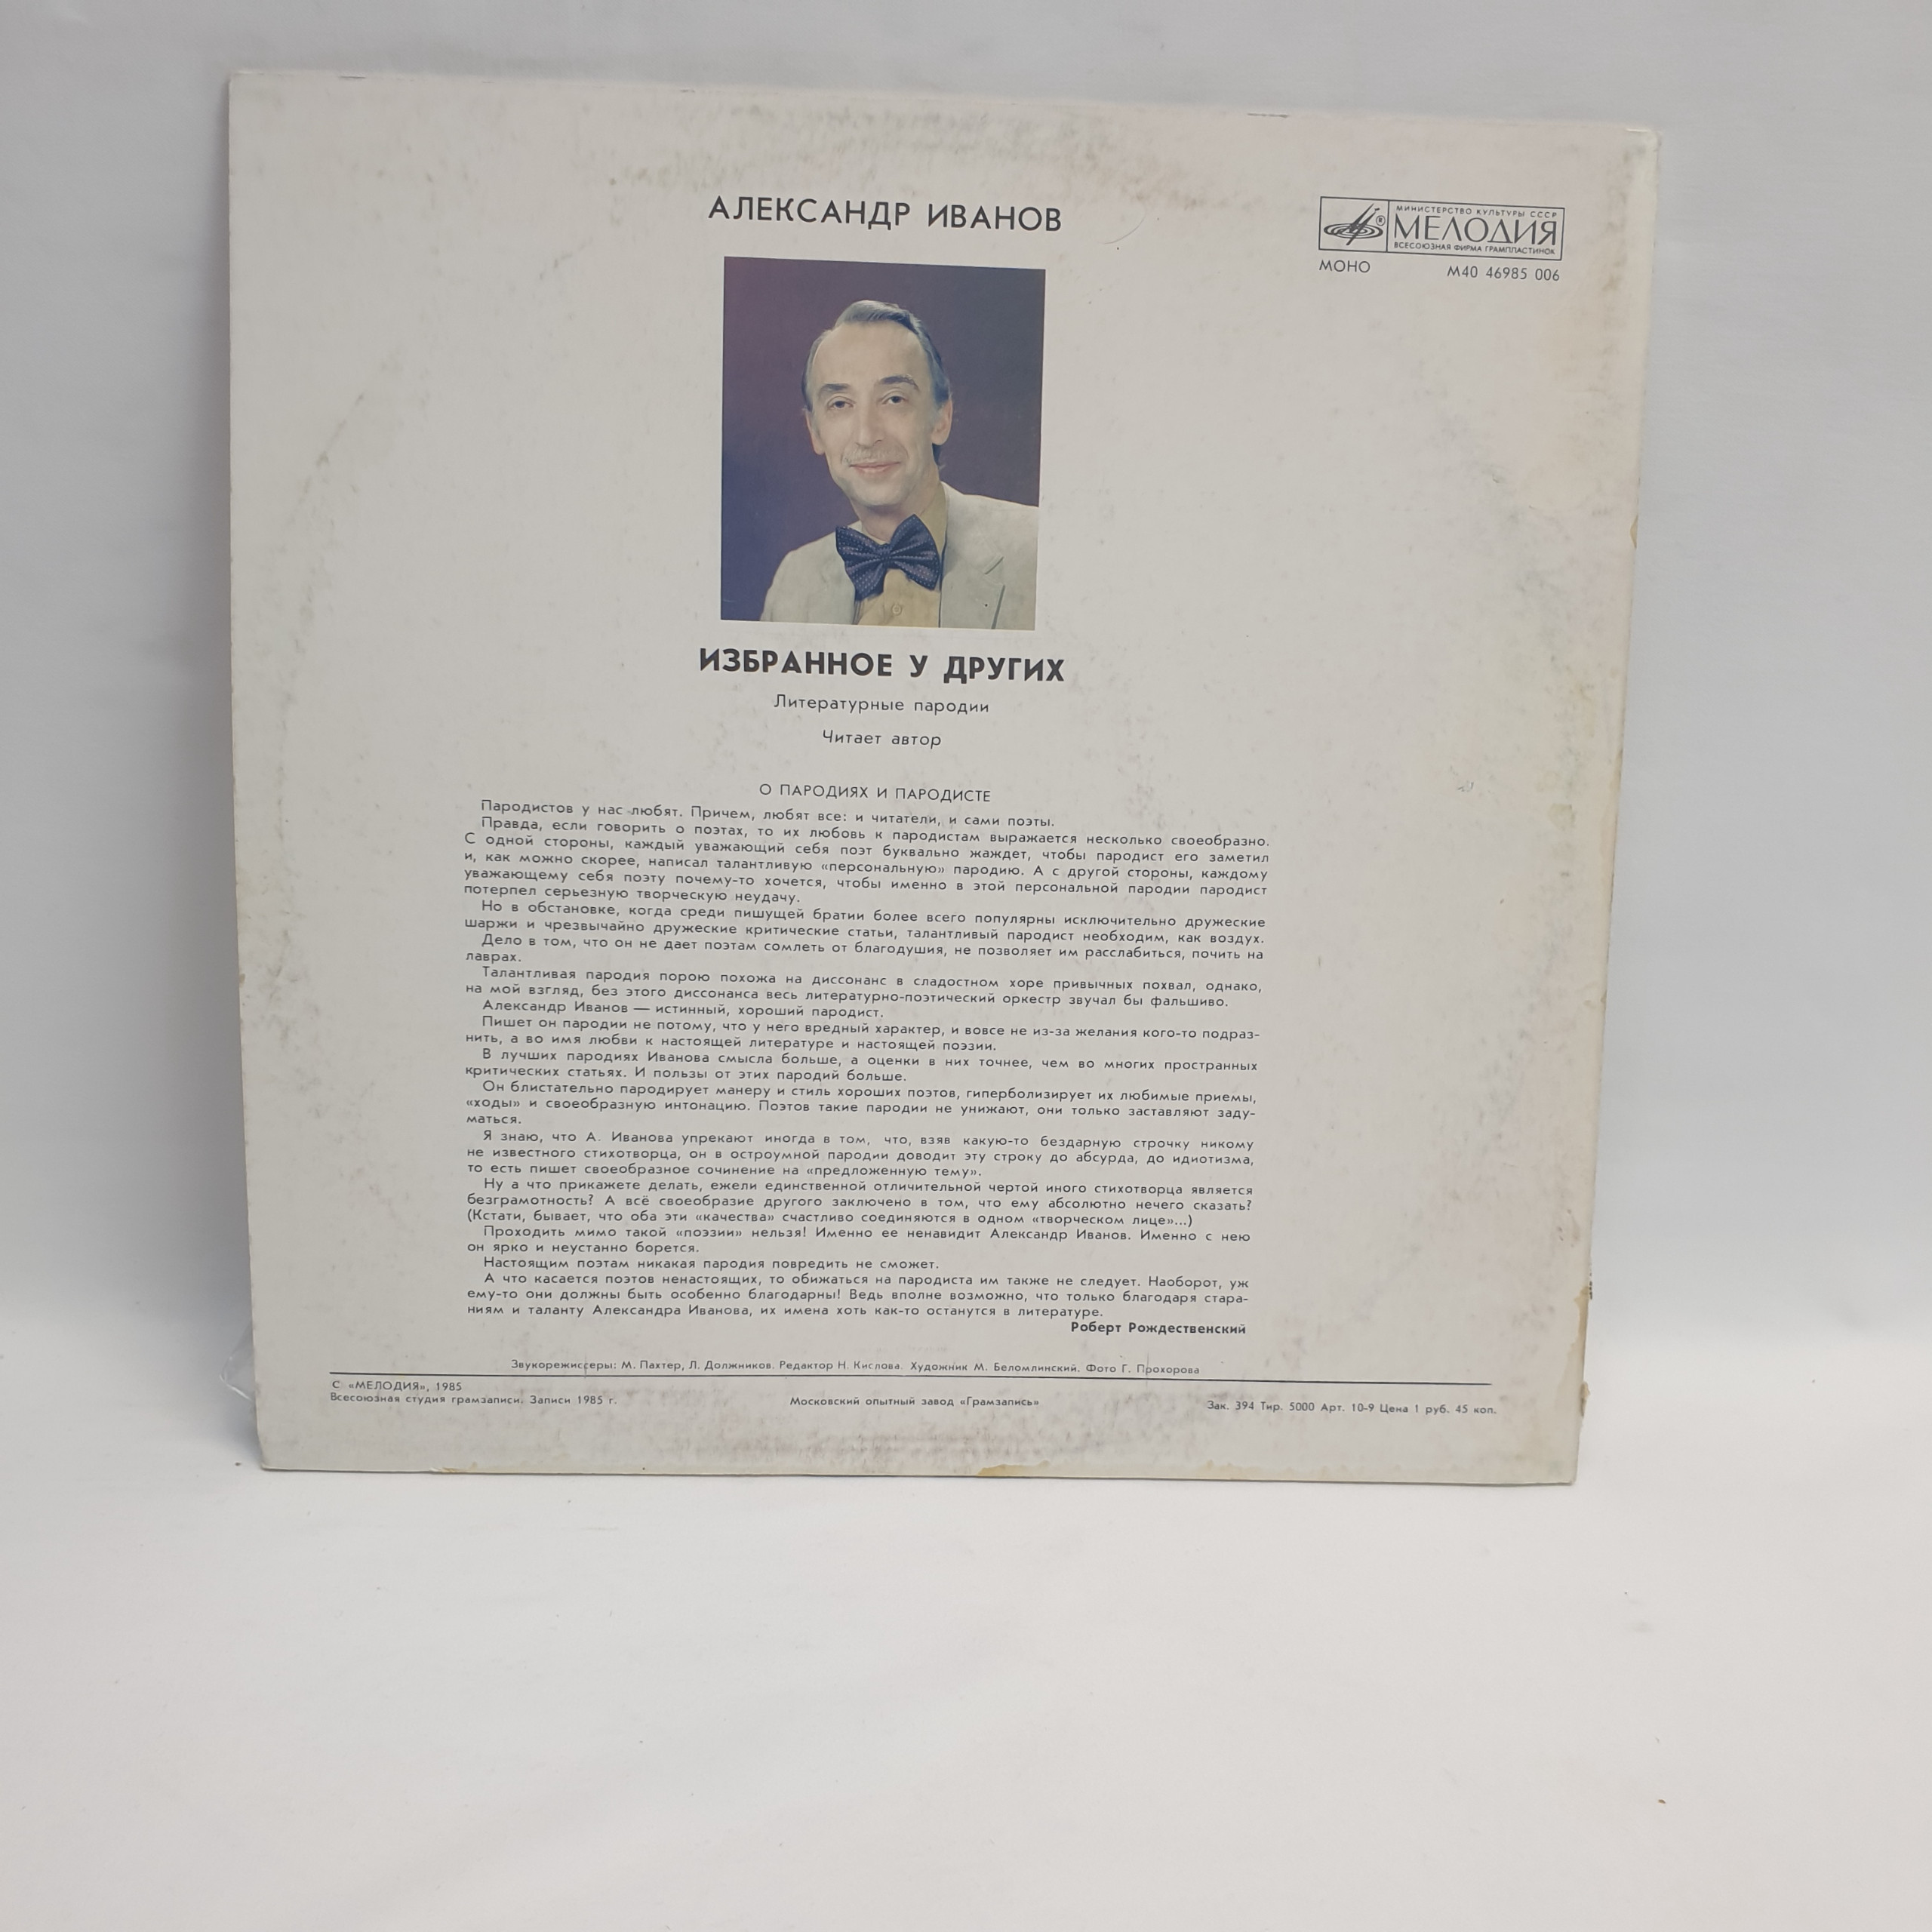 АЛЕКСАНДР ИВАНОВ
МИНИСТЕРСТВО КУЛЬТУРЫ СССР
МЕЛОДИЯ
ВСЕСОЮЗНАЯ ФИРМА ГРАМПЛАСТИНОК
МОНО М40 46985 006
ИЗБРАННОЕ У ДРУГИХ
Литературные пародии
Читает автор
О ПАРОДИЯХ И ПАРОДИСТЕ
Пародистов у нас любят. Причем, любят все: и читатели, и сами поэты.
Правда, если говорить о поэтах, то их любовь к пародистам выражается несколько своеобразно.
С одной стороны, каждый уважающий себя поэт буквально жаждет, чтобы пародист его заметил
и, как можно скорее, написал талантливую «персональную» пародию. А с другой стороны, каждому
уважающему себя поэту почему-то хочется, чтобы именно в этой персональной пародии пародист
потерпел серьезную творческую неудачу.
Но в обстановке, когда среди пишущей братии более всего популярны исключительно дружеские
шаржи и чрезвычайно дружеские критические статьи, талантливый пародист необходим, как воздух.
Дело в том, что он не дает поэтам сомлеть от благодушия, не позволяет им расслабиться, почить на
лаврах.
Талантливая пародия порою похожа на диссонанс в сладостном хоре привычных похвал, однако,
на мой взгляд, без этого диссонанса весь литературно-поэтический оркестр звучал бы фальшиво.
Александр Иванов — истинный, хороший пародист.
Пишет он пародии не потому, что у него вредный характер, и вовсе не из-за желания кого-то подраз-
нить, а во имя любви к настоящей литературе и настоящей поэзии.
В лучших пародиях Иванова смысла больше, а оценки в них точнее, чем во многих пространных
критических статьях. И пользы от этих пародий больше.
Он блистательно пародирует манеру и стиль хороших поэтов, гиперболизирует их любимые приемы,
«ходы» и своеобразную интонацию. Поэтов такие пародии не унижают, они только заставляют заду-
маться.
Я знаю, что А. Иванова упрекают иногда в том, что, взяв какую-то бездарную строчку никому
не известного стихотворца, он в остроумной пародии доводит эту строку до абсурда, до идиотизма,
то есть пишет своеобразное сочинение на «предложенную тему».
Ну а что прикажете делать, ежели единственной отличительной чертой иного стихотворца является
безграмотность? А всё своеобразие другого заключено в том, что ему абсолютно нечего сказать?
(Кстати, бывает, что оба эти «качества» счастливо соединяются в одном «творческом лице»...)
Проходить мимо такой «поэзии» нельзя! Именно ее ненавидит Александр Иванов. Именно с нею
он ярко и неустанно борется.
Настоящим поэтам никакая пародия повредить не сможет.
А что касается поэтов ненастоящих, то обижаться на пародиста им также не следует. Наоборот, уж
ему-то они должны быть особенно благодарны! Ведь вполне возможно, что только благодаря стара-
ниям и таланту Александра Иванова, их имена хоть как-то останутся в литературе.
Роберт Рождественский
Звукорежиссеры: М. Пахтер, Л. Должников. Редактор Н. Кислова. Художник М. Беломлинский. Фото Г. Прохорова
С «МЕЛОДИЯ», 1985
Всесоюзная студия грамзаписи. Записи 1985 г. Московский опытный завод «Грамзапись» Зак. 394 Тир. 5000 Арт. 10-9 Цена 1 руб. 45 коп.